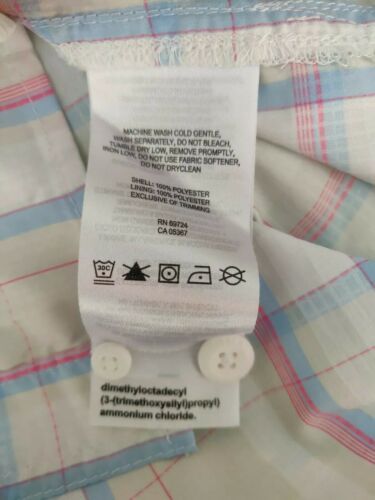 MACHINE WASH COLD GENTLE,
WASH SEPARATELY, DO NOT BLEACH,
TUMBLE DRY LOW, REMOVE PROMPTLY,
IRON LOW, DO NOT USE FABRIC SOFTENER,
DO NOT DRYCLEAN
SHELL: 100% POLYESTER
LINING: 100% POLYESTER
EXCLUSIVE OF TRIMMING
RN 69724
CA 05367
30C
dimethyloctadecyl
(3-(trimethoxysilyl)propyl)
ammonium chloride.